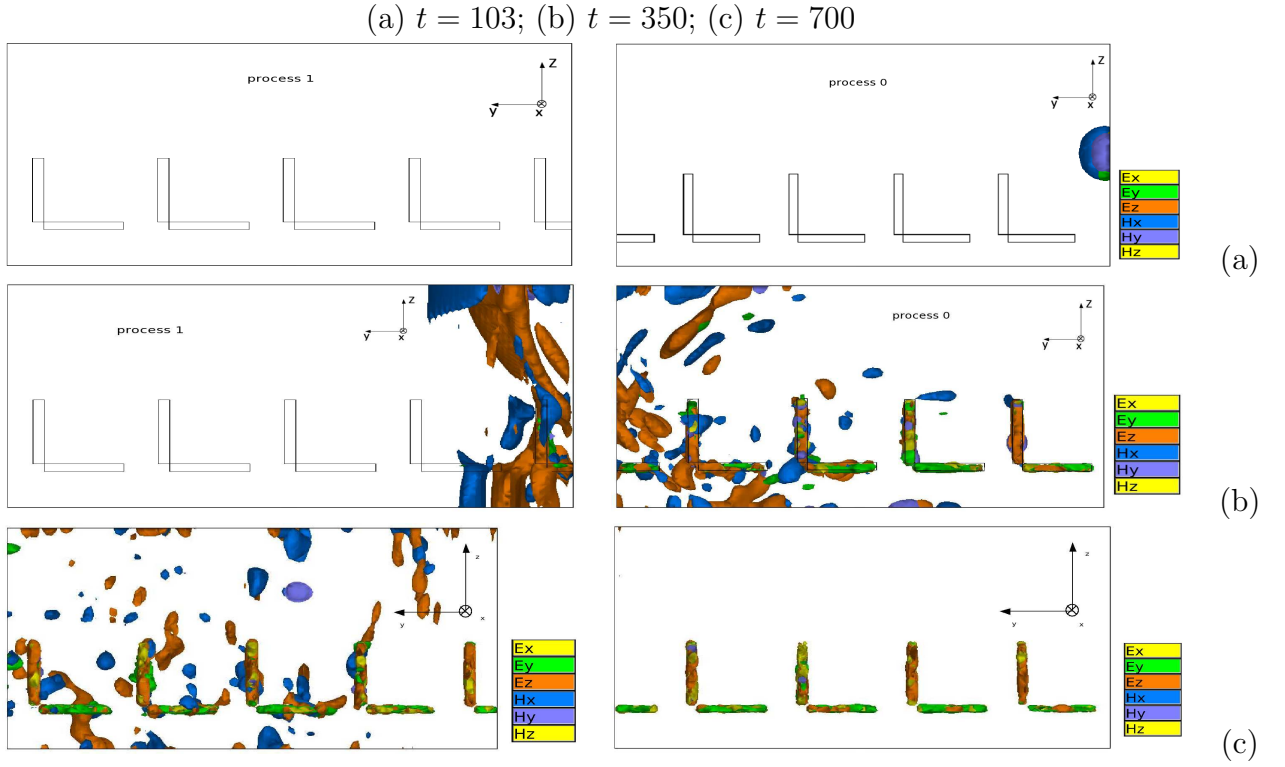 (a) t = 103; (b) t = 350; (c) t = 700
process 1
Z
y
x
process 0
Z
y
x
Ex
Ey
Ez
Hx
Hy
Hz
(a)
process 1
Z
y
x
process 0
Z
y
x
Ex
Ey
Ez
Hx
Hy
Hz
(b)
z
y
x
Ex
Ey
Ez
Hx
Hy
Hz
z
y
x
Ex
Ey
Ez
Hx
Hy
Hz
(c)